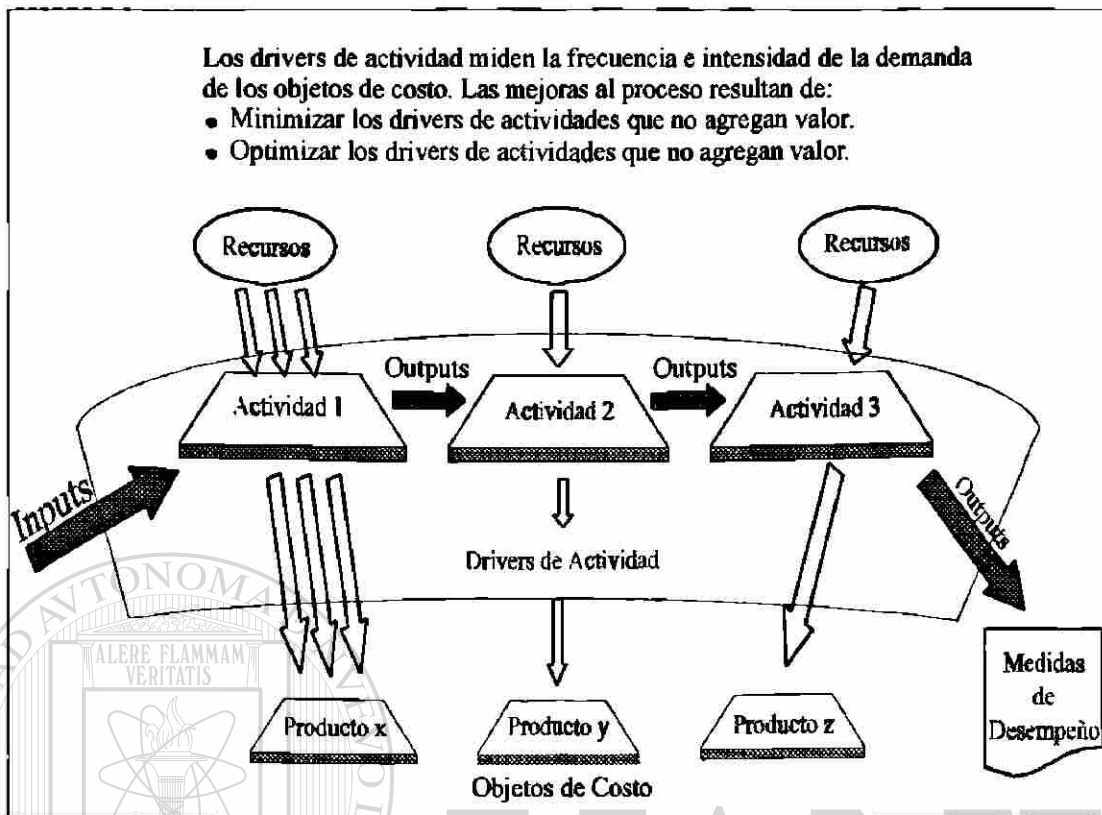 Los drivers de actividad miden la frecuencia e intensidad de la demanda
de los objetos de costo. Las mejoras al proceso resultan de:
• Minimizar los drivers de actividades que no agregan valor.
• Optimizar los drivers de actividades que no agregan valor.
Recursos
Recursos
Recursos
Outputs
Outputs
Actividad 1
Actividad 2
Actividad 3
Inputs
Outputs
Drivers de Actividad
AVTONOMA
ALERE FLAMMAM
VERITATIS
Medidas
de
Desempeño
Producto x
Producto y
Producto z
Objetos de Costo